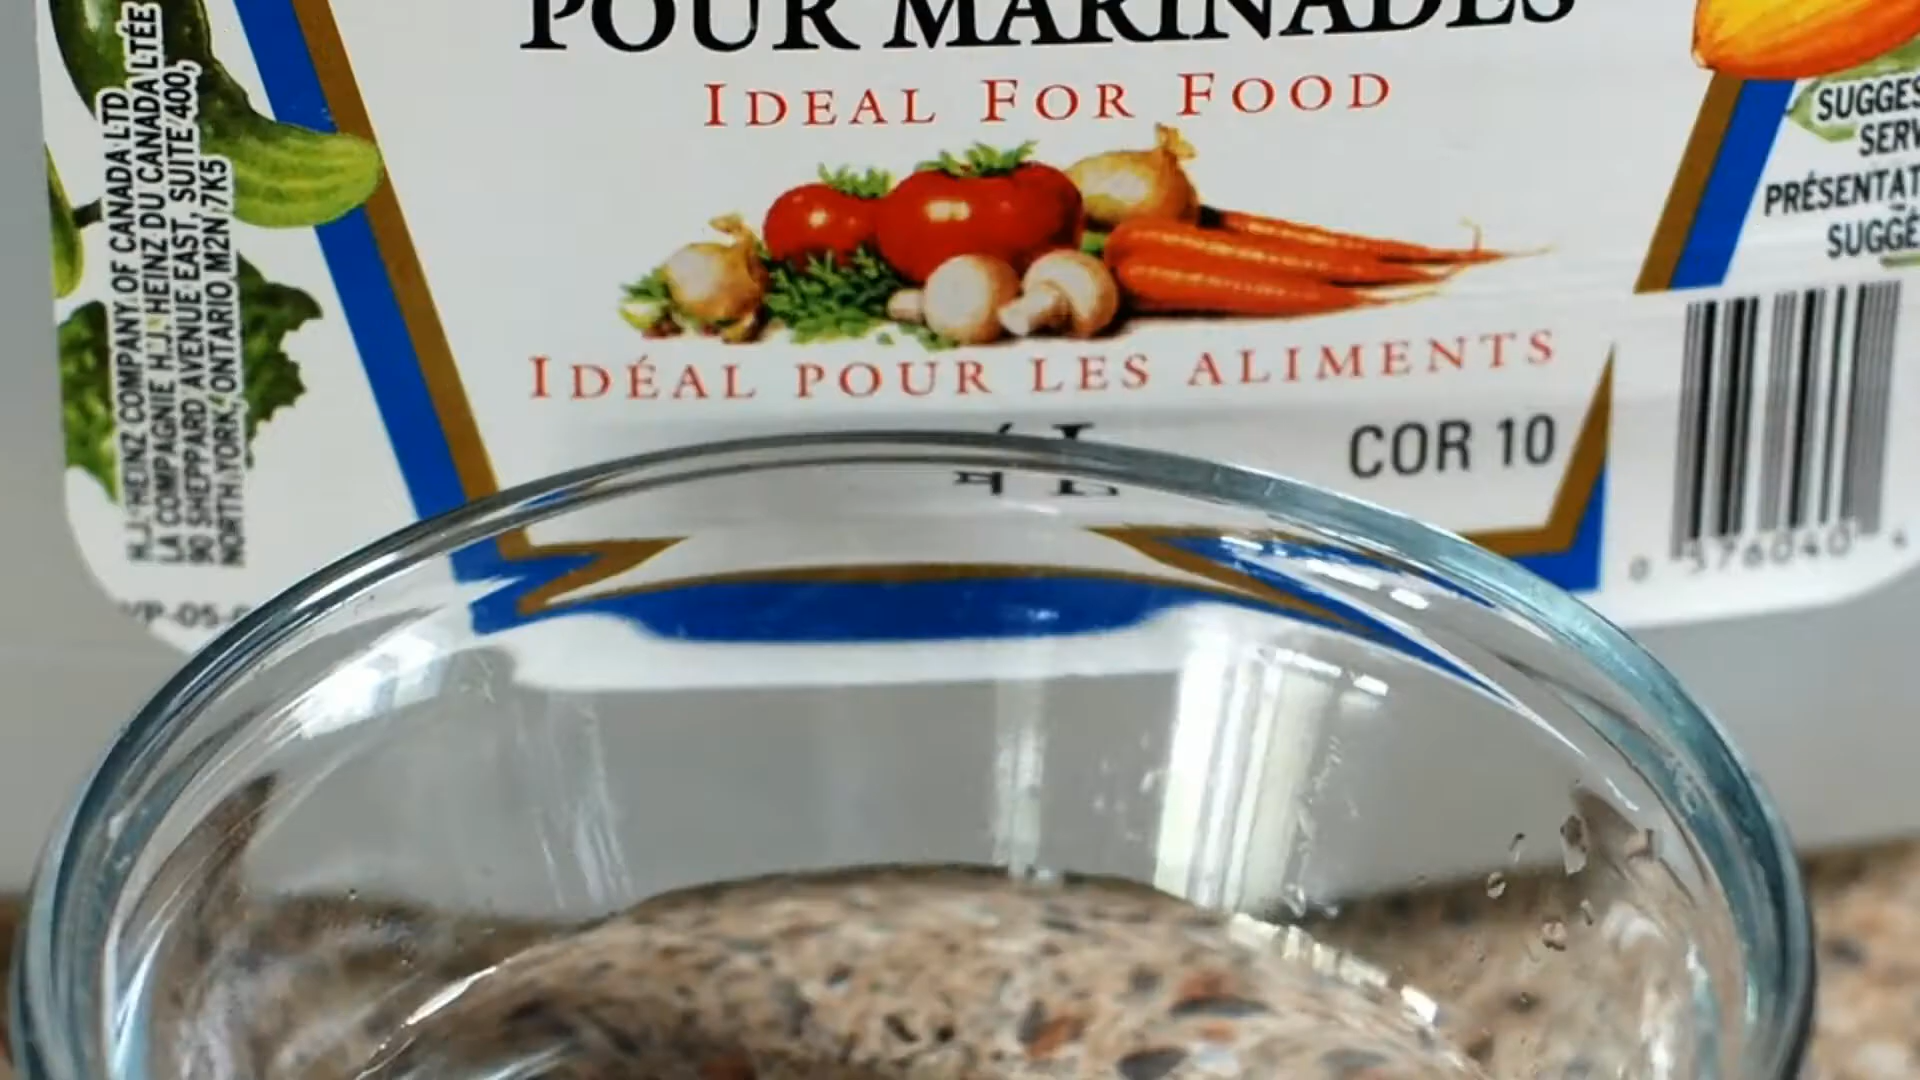 POUR MARINADES
IDEAL FOR FOOD
IDÉAL POUR LES ALIMENTS
COR 10
H.J. HEINZ COMPANY OF CANADA LTD.
LA COMPAGNIE H.J. HEINZ DU CANADA LTÉE
90 SHEPPARD AVENUE EAST, SUITE 400,
NORTH YORK, ONTARIO M2N 7K5
SUGGES
SERV
PRÉSENTAT
SUGGÉ